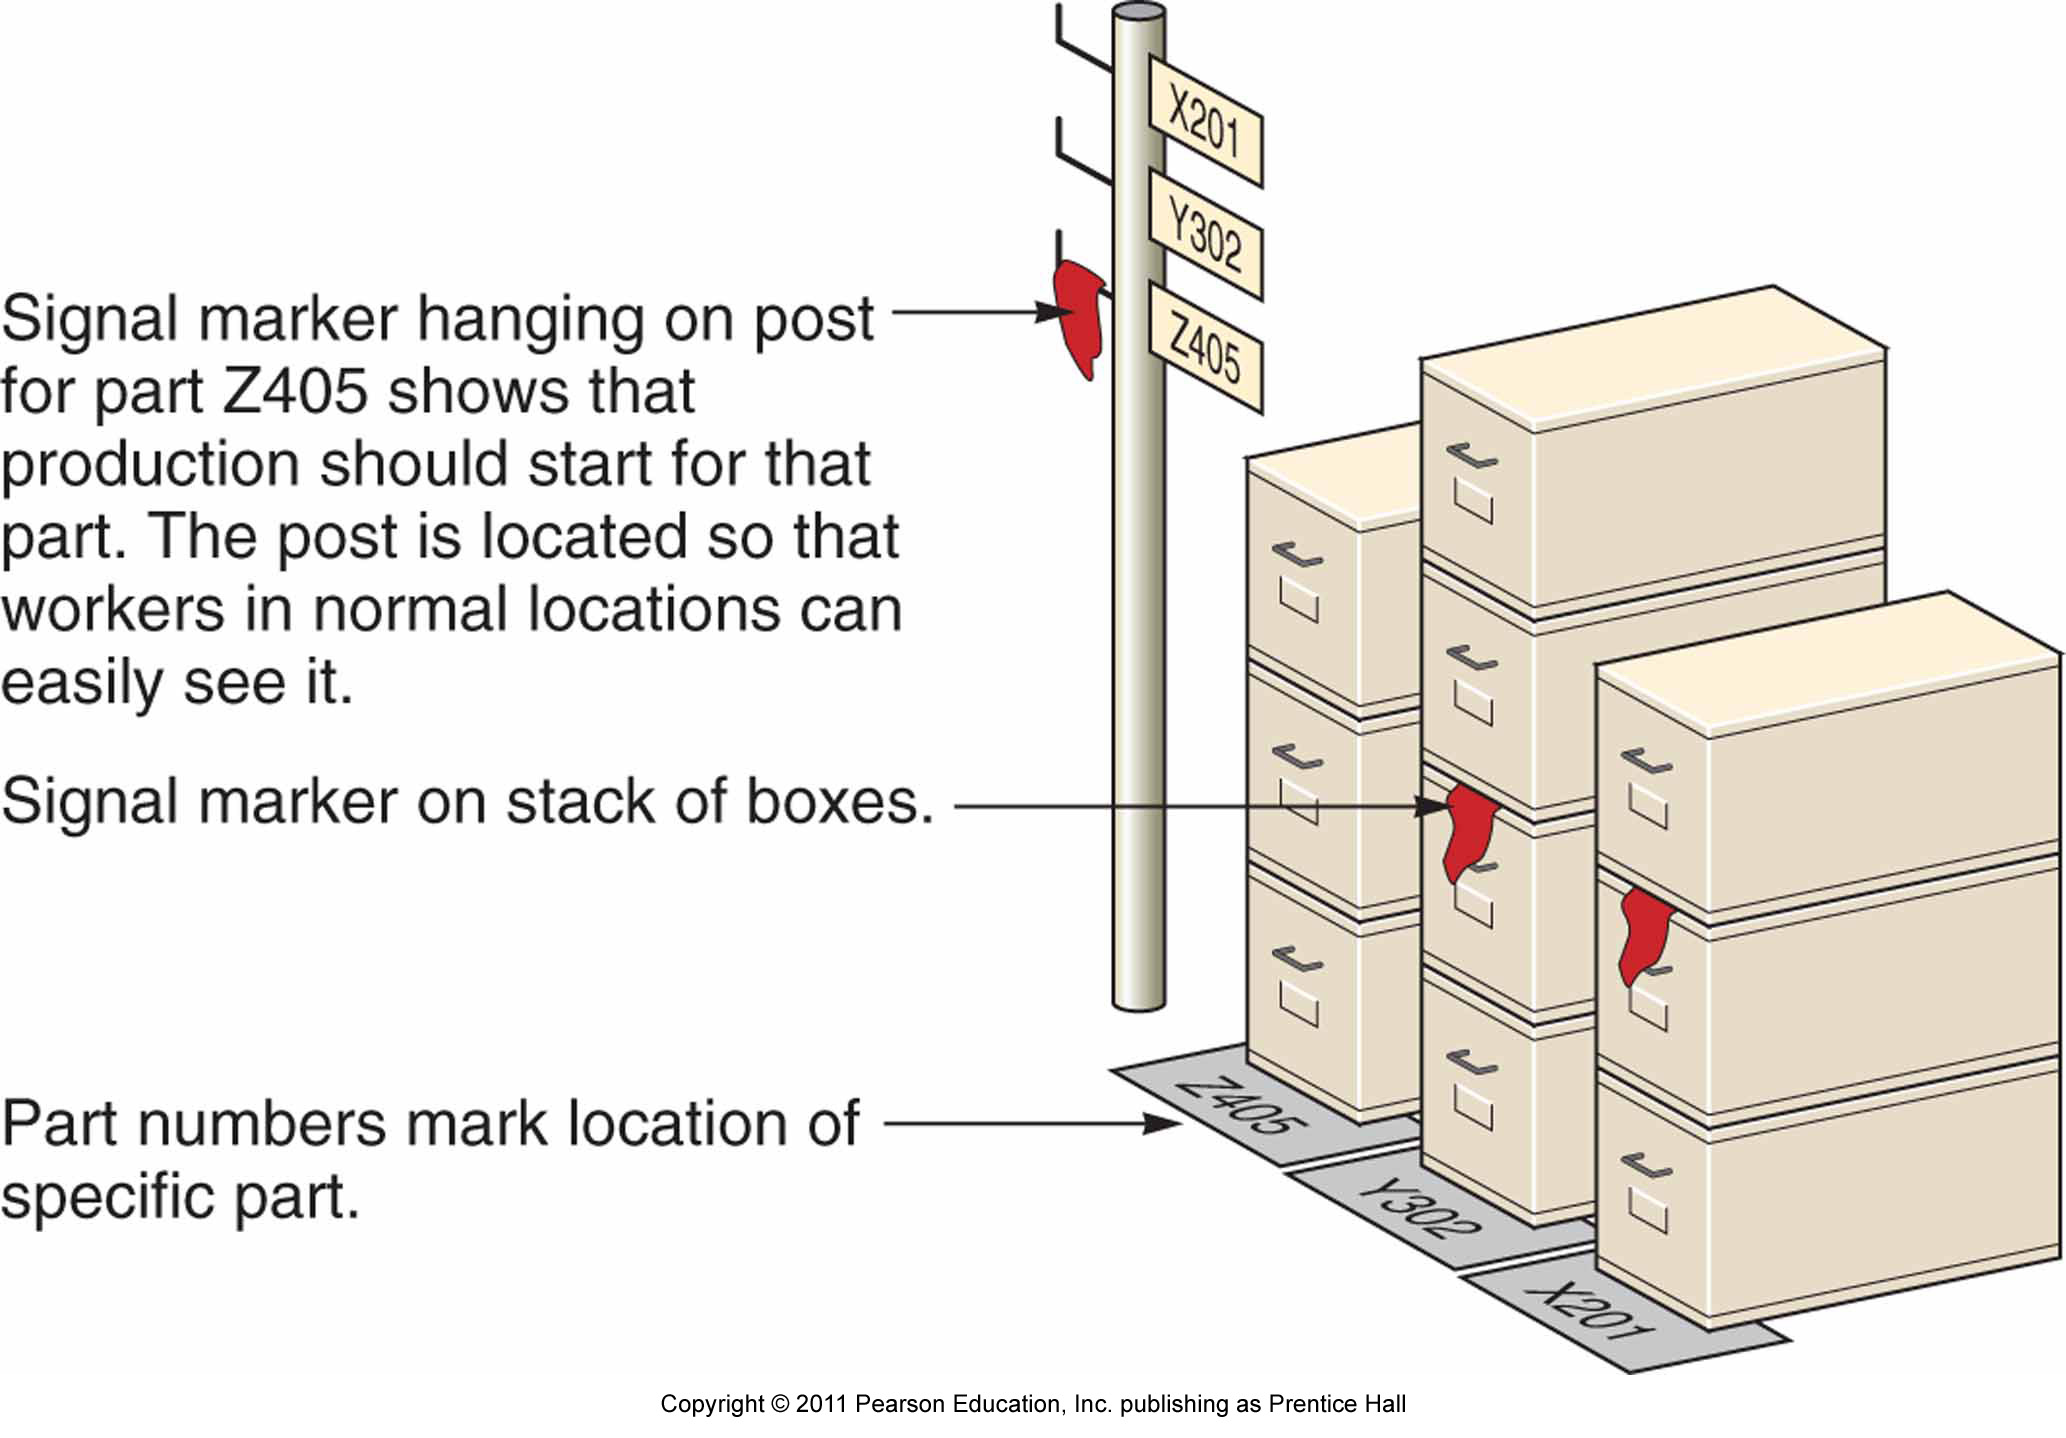 X201
Y302
Z405
Signal marker hanging on post
for part Z405 shows that
production should start for that
part. The post is located so that
workers in normal locations can
easily see it.
Signal marker on stack of boxes.
Part numbers mark location of
specific part.
Z405
Y302
X201
Copyright © 2011 Pearson Education, Inc. publishing as Prentice Hall